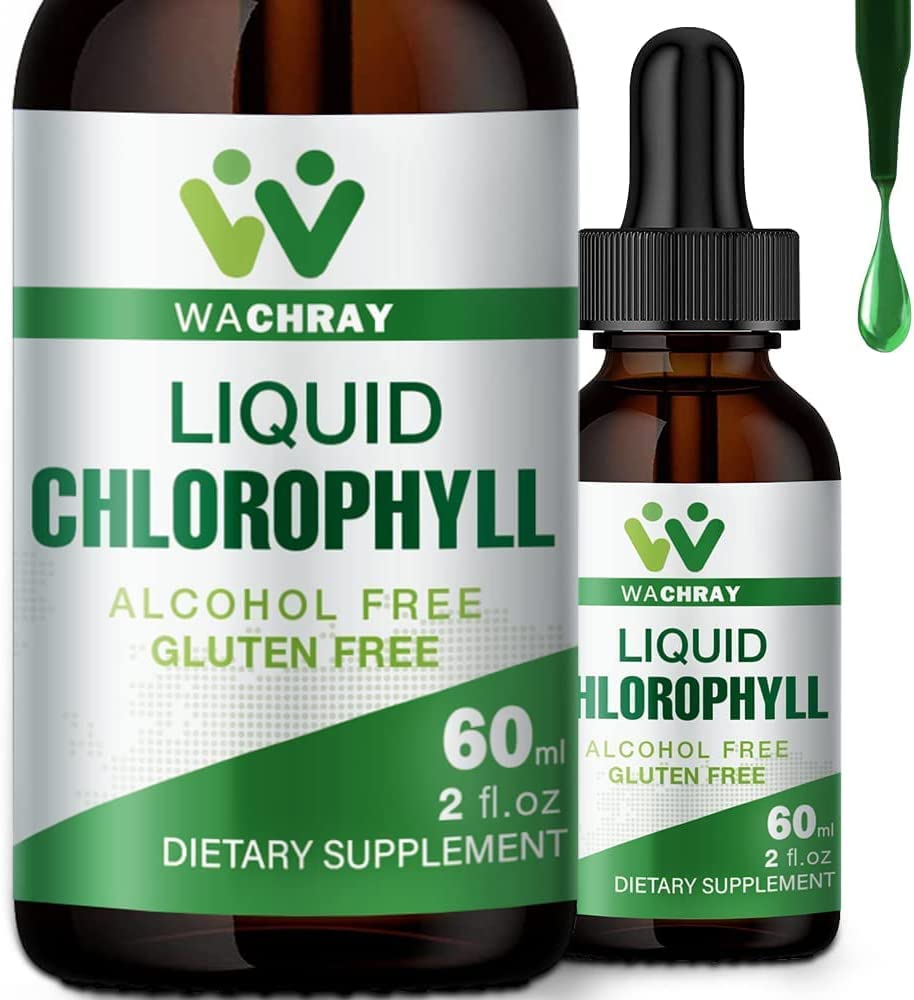 WACHRAY
LIQUID
CHLOROPHYLL
ALCOHOL FREE
GLUTEN FREE
60ml
2 fl.oz
DIETARY SUPPLEMENT
WACHRAY
LIQUID
HLOROPHYLL
ALCOHOL FREE
GLUTEN FREE
60ml
2 fl.oz
DIETARY SUPPLEMENT